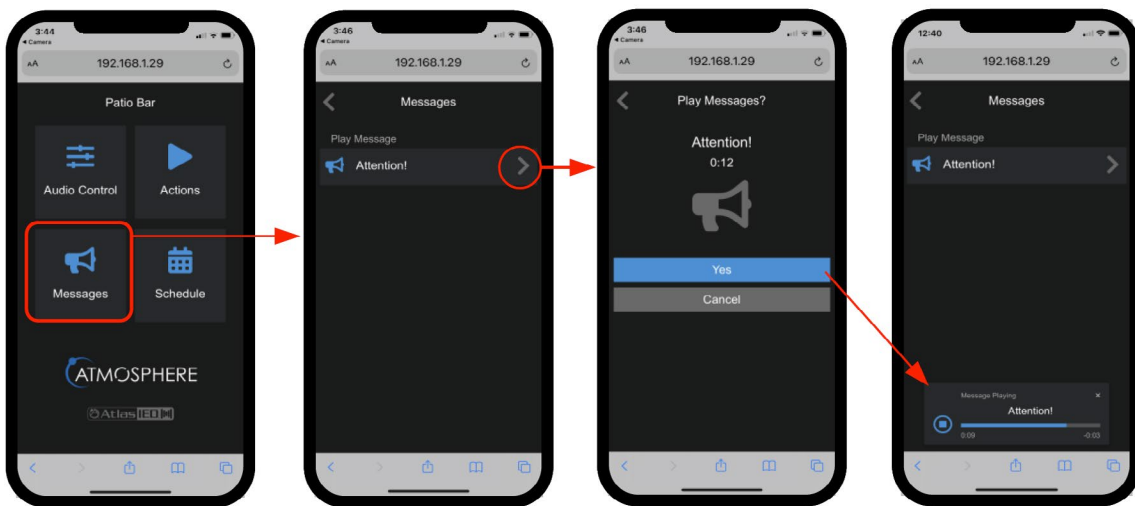 3:44
Camera
AA 192.168.1.29
Patio Bar
Audio Control Actions
Messages Schedule
ATMOSPHERE
AtlasIED
3:46
Camera
AA 192.168.1.29
Messages
Play Message
Attention!
3:46
Camera
AA 192.168.1.29
Play Messages?
Attention!
0:12
Yes
Cancel
12:40
AA 192.168.1.29
Messages
Play Message
Attention!
Message Playing ×
Attention!
0:09 -0:03